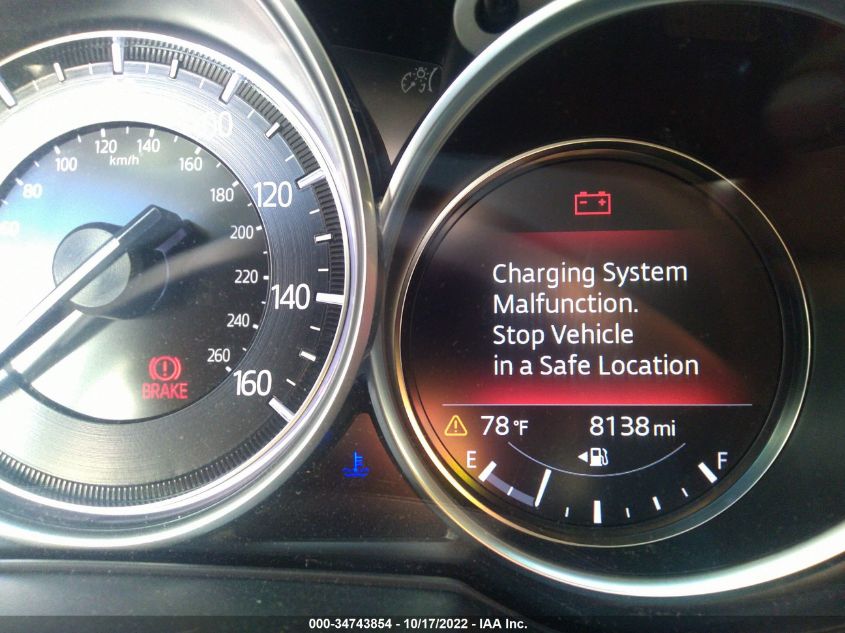 120
140
160
80
100
120
140
km/h
160
180
200
220
240
260
BRAKE
Charging System
Malfunction.
Stop Vehicle
in a Safe Location
78 °F
8138 mi
E
F
000-34743854 - 10/17/2022 - IAA Inc.